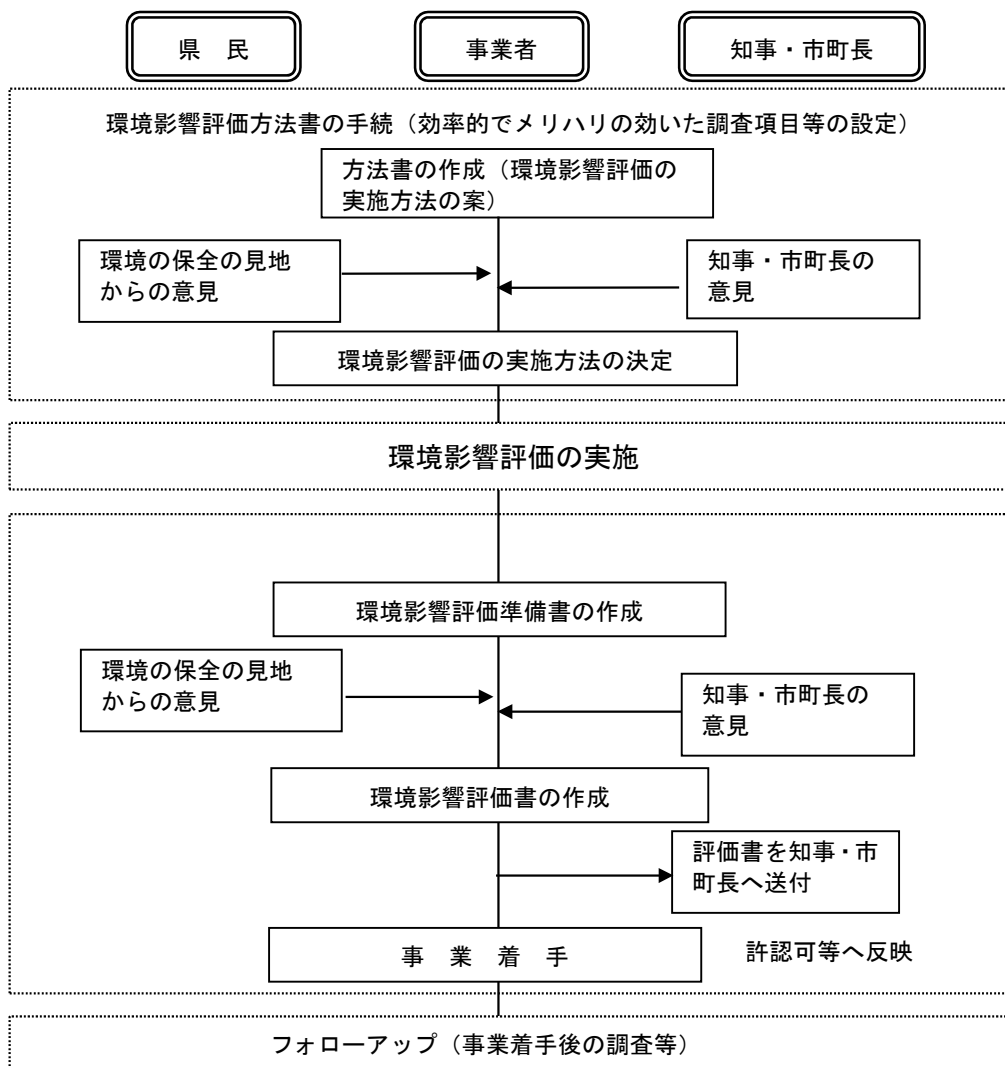 県　民
事業者
知事・市町長
環境影響評価方法書の手続（効率的でメリハリの効いた調査項目等の設定）
方法書の作成（環境影響評価の
実施方法の案）
環境の保全の見地
からの意見
知事・市町長の
意見
環境影響評価の実施方法の決定
環境影響評価の実施
環境影響評価準備書の作成
環境の保全の見地
からの意見
知事・市町長の
意見
環境影響評価書の作成
評価書を知事・市
町長へ送付
事　業　着　手
許認可等へ反映
フォローアップ（事業着手後の調査等）